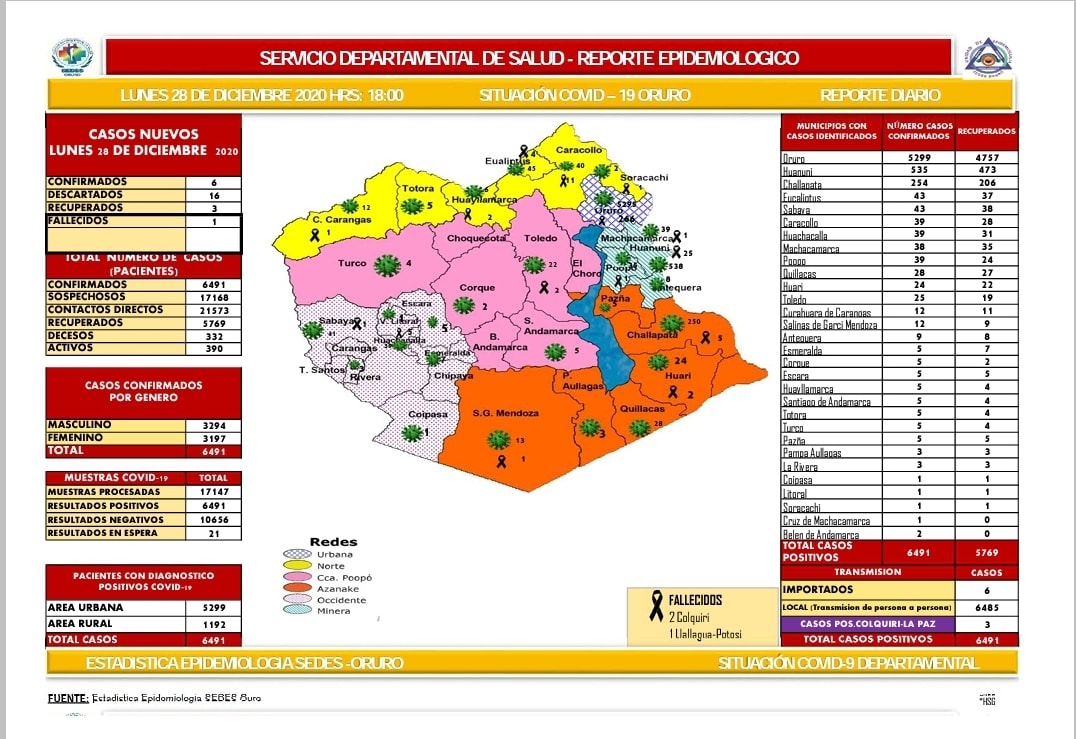 SERVICIO DEPARTAMENTAL DE SALUD - REPORTE EPIDEMIOLOGICO
LUNES 28 DE DICIEMBRE 2020 HRS: 18:00 SITUACIÓN COVID – 19 ORURO REPORTE DIARIO
CASOS NUEVOS
LUNES 28 DE DICIEMBRE 2020
CONFIRMADOS 6
DESCARTADOS 16
RECUPERADOS 3
FALLECIDOS 1
TOTAL NUMERO DE CASOS
(PACIENTES)
CONFIRMADOS 6491
SOSPECHOSOS 17168
CONTACTOS DIRECTOS 21573
RECUPERADOS 5769
DECESOS 332
ACTIVOS 390
CASOS CONFIRMADOS
POR GENERO
MASCULINO 3294
FEMENINO 3197
TOTAL 6491
MUESTRAS COVID-19 TOTAL
MUESTRAS PROCESADAS 17147
RESULTADOS POSITIVOS 6491
RESULTADOS NEGATIVOS 10656
RESULTADOS EN ESPERA 21
PACIENTES CON DIAGNOSTICO
POSITIVOS COVID-19
AREA URBANA 5299
AREA RURAL 1192
TOTAL CASOS 6491
Caracollo
40
11
2
Eualiptus
4
45
Soracachi
1
Totora
5
Huayllamarca
6
2
C. Carangas
12
1
Oruro
5295
266
Choquecota
Toledo
22
2
Machacamarca
39
1
Huanuni
25
538
Poopo
1
8
El
Choro
Turco
4
Corque
2
Pazña
5
Escara
5
Sabaya
1
41
V. Litoral
5
Huachacalla
Carangas
Esmeralda
T. Santos
Rivera
Chipaya
B.
Andamarca
S.
Andamarca
5
Challapata
250
5
24
Huari
2
P.
Aullagas
3
Quillacas
28
Coipasa
1
S.G. Mendoza
13
1
Redes
Urbana
Norte
Cca. Poopó
Azanake
Occidente
Minera
FALLECIDOS
2 Colquiri
1 Llallagua-Potosi
MUNICIPIOS CON
CASOS IDENTIFICADOS NÚMERO CASOS
CONFIRMADOS RECUPERADOS
Oruro 5299 4757
Huanuni 535 473
Challapata 254 206
Eucaliptus 43 37
Sabaya 43 38
Caracollo 39 28
Huachacalla 39 31
Machacamarca 38 35
Poopo 39 24
Quillacas 28 27
Huari 24 22
Toledo 25 19
Curahuara de Carangas 12 11
Salinas de Garci Mendoza 12 9
Antequera 9 8
Esmeralda 5 7
Corque 5 2
Escara 5 5
Huayllamarca 5 4
Santiago de Andamarca 5 4
Totora 5 4
Turco 5 4
Pazña 5 5
Pampa Aullagas 3 3
La Rivera 3 3
Coipasa 1 1
Litoral 1 1
Soracachi 1 1
Cruz de Machacamarca 1 0
Belen de Andamarca 2 0
TOTAL CASOS
POSITIVOS 6491 5769
TRANSMISION CASOS
IMPORTADOS 6
LOCAL (Transmision de persona a persona) 6485
CASOS POS.COLQUIRI-LA PAZ 3
TOTAL CASOS POSITIVOS 6491
ESTADISTICA EPIDEMIOLOGIA SEDES -ORURO SITUACIÓN COVID-9 DEPARTAMENTAL
FUENTE: Estadistica Epidemiologia
*HSG